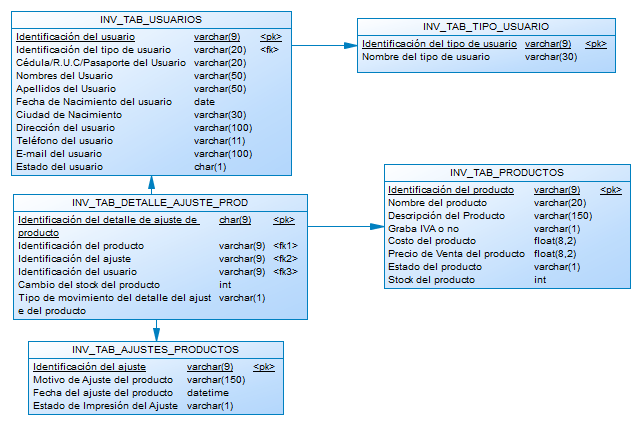 INV_TAB_USUARIOS
Identificación del usuario varchar(9) <pk>
Identificación del tipo de usuario varchar(20) <fk>
Cédula/R.U.C/Pasaporte del Usuario varchar(20)
Nombres del Usuario varchar(50)
Apellidos del Usuario varchar(50)
Fecha de Nacimiento del usuario date
Ciudad de Nacimiento varchar(30)
Dirección del usuario varchar(100)
Teléfono del usuario varchar(11)
E-mail del usuario varchar(100)
Estado del usuario char(1)
INV_TAB_TIPO_USUARIO
Identificación del tipo de usuario varchar(9) <pk>
Nombre del tipo de usuario varchar(30)
INV_TAB_DETALLE_AJUSTE_PROD
Identificación del detalle de ajuste de char(9) <pk>
producto
Identificación del producto varchar(9) <fk1>
Identificación del ajuste varchar(9) <fk2>
Identificación del usuario varchar(9) <fk3>
Cambio del stock del producto int
Tipo de movimiento del detalle del ajust varchar(1)
e del producto
INV_TAB_PRODUCTOS
Identificación del producto varchar(9) <pk>
Nombre del producto varchar(20)
Descripción del Producto varchar(150)
Graba IVA o no varchar(1)
Costo del producto float(8,2)
Precio de Venta del producto float(8,2)
Estado del producto varchar(1)
Stock del producto int
INV_TAB_AJUSTES_PRODUCTOS
Identificación del ajuste varchar(9) <pk>
Motivo de Ajuste del producto varchar(150)
Fecha del ajuste del producto datetime
Estado de Impresión del Ajuste varchar(1)